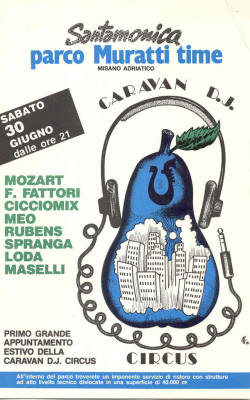 Santamonica
parco Muratti time
MISANO ADRIATICO
CARAVAN D.J.
SABATO
30
GIUGNO
dalle ore 21
MOZART
F. FATTORI
CICCIOMIX
MEO
RUBENS
SPRANGA
LODA
MASELLI
PRIMO GRANDE
APPUNTAMENTO
ESTIVO DELLA
CARAVAN D.J. CIRCUS
CIRCUS
All'interno del parco troverete un imponente servizio di ristoro con strutture
ad alto livello tecnico dislocate in una superficie di 40.000 m